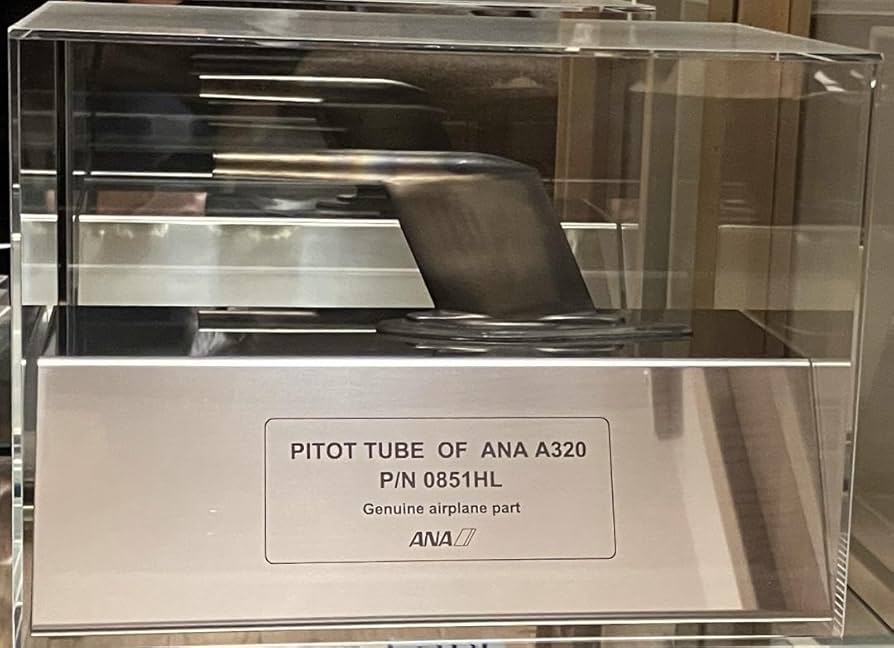 PITOT TUBE OF ANA A320
P/N 0851HL
Genuine airplane part
ANA